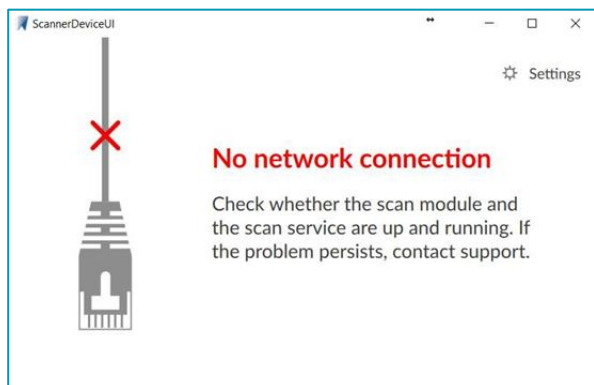 ScannerDeviceUI
Settings
No network connection
Check whether the scan module and
the scan service are up and running. If
the problem persists, contact support.